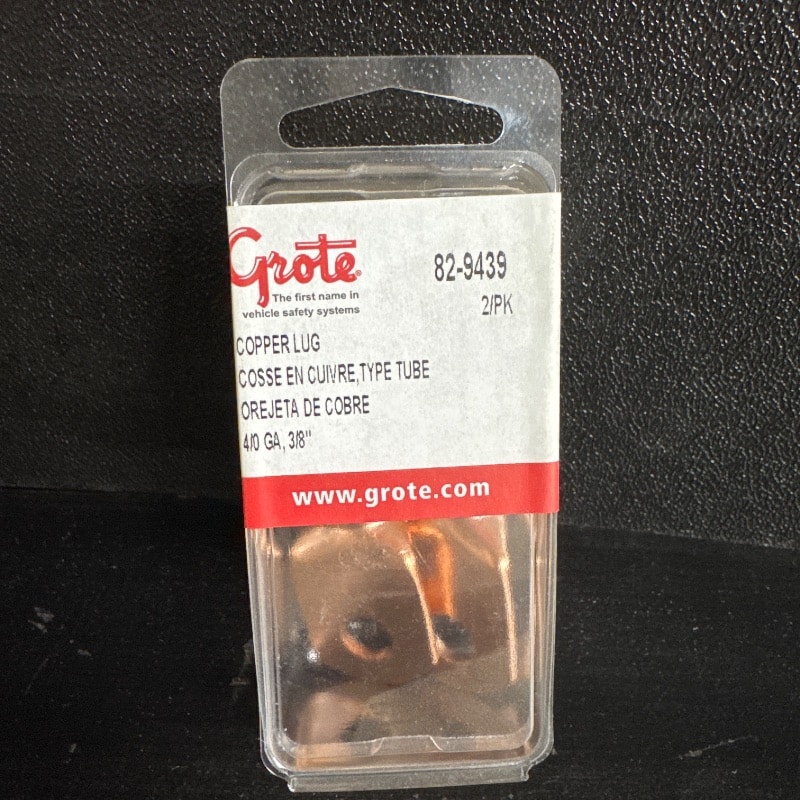 Grote®
82-9439
The first name in
vehicle safety systems
2/PK
COPPER LUG
COSSE EN CUIVRE,TYPE TUBE
OREJETA DE COBRE
4/0 GA, 3/8"
www.grote.com